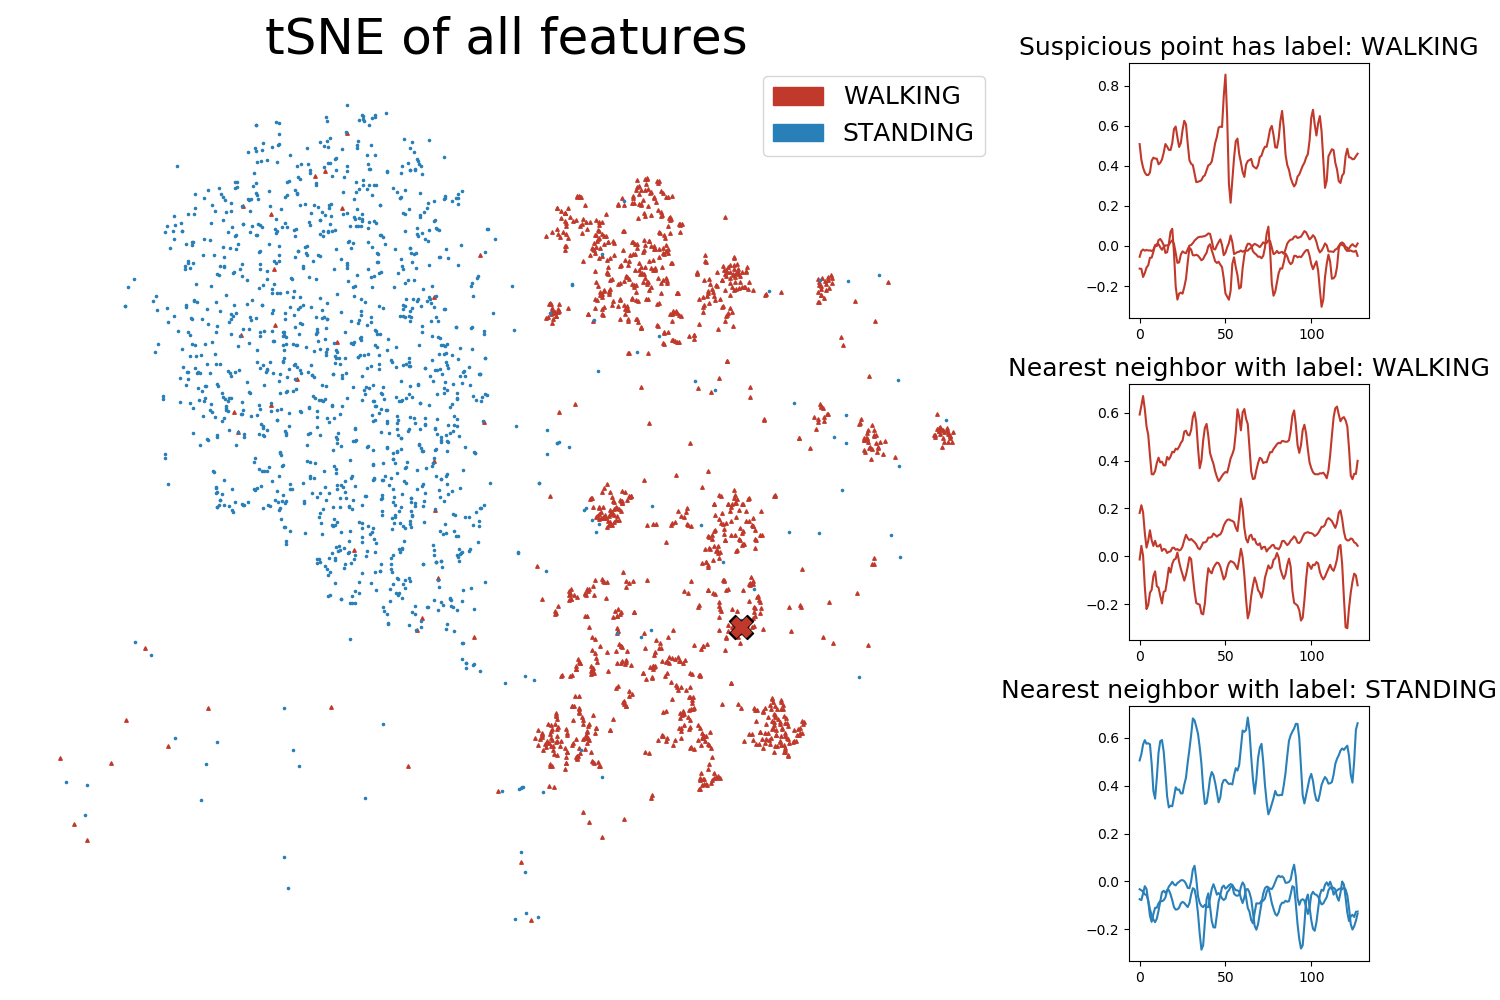 tSNE of all features
WALKING
STANDING
Suspicious point has label: WALKING
0.8
0.6
0.4
0.2
0.0
−0.2
0 50 100
Nearest neighbor with label: WALKING
0.6
0.4
0.2
0.0
−0.2
0 50 100
Nearest neighbor with label: STANDING
0.6
0.4
0.2
0.0
−0.2
0 50 100